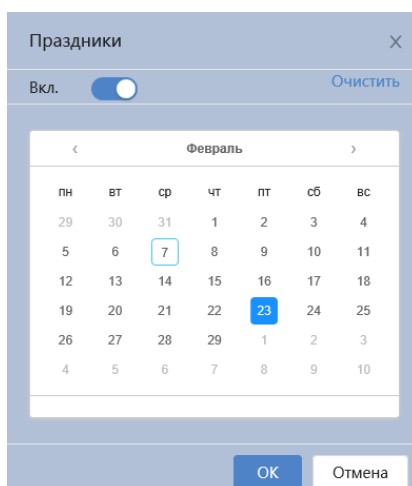 Праздники X
Вкл. Очистить
‹ Февраль ›
пн вт ср чт пт сб вс
29 30 31 1 2 3 4
5 6 7 8 9 10 11
12 13 14 15 16 17 18
19 20 21 22 23 24 25
26 27 28 29 1 2 3
4 5 6 7 8 9 10
OK Отмена